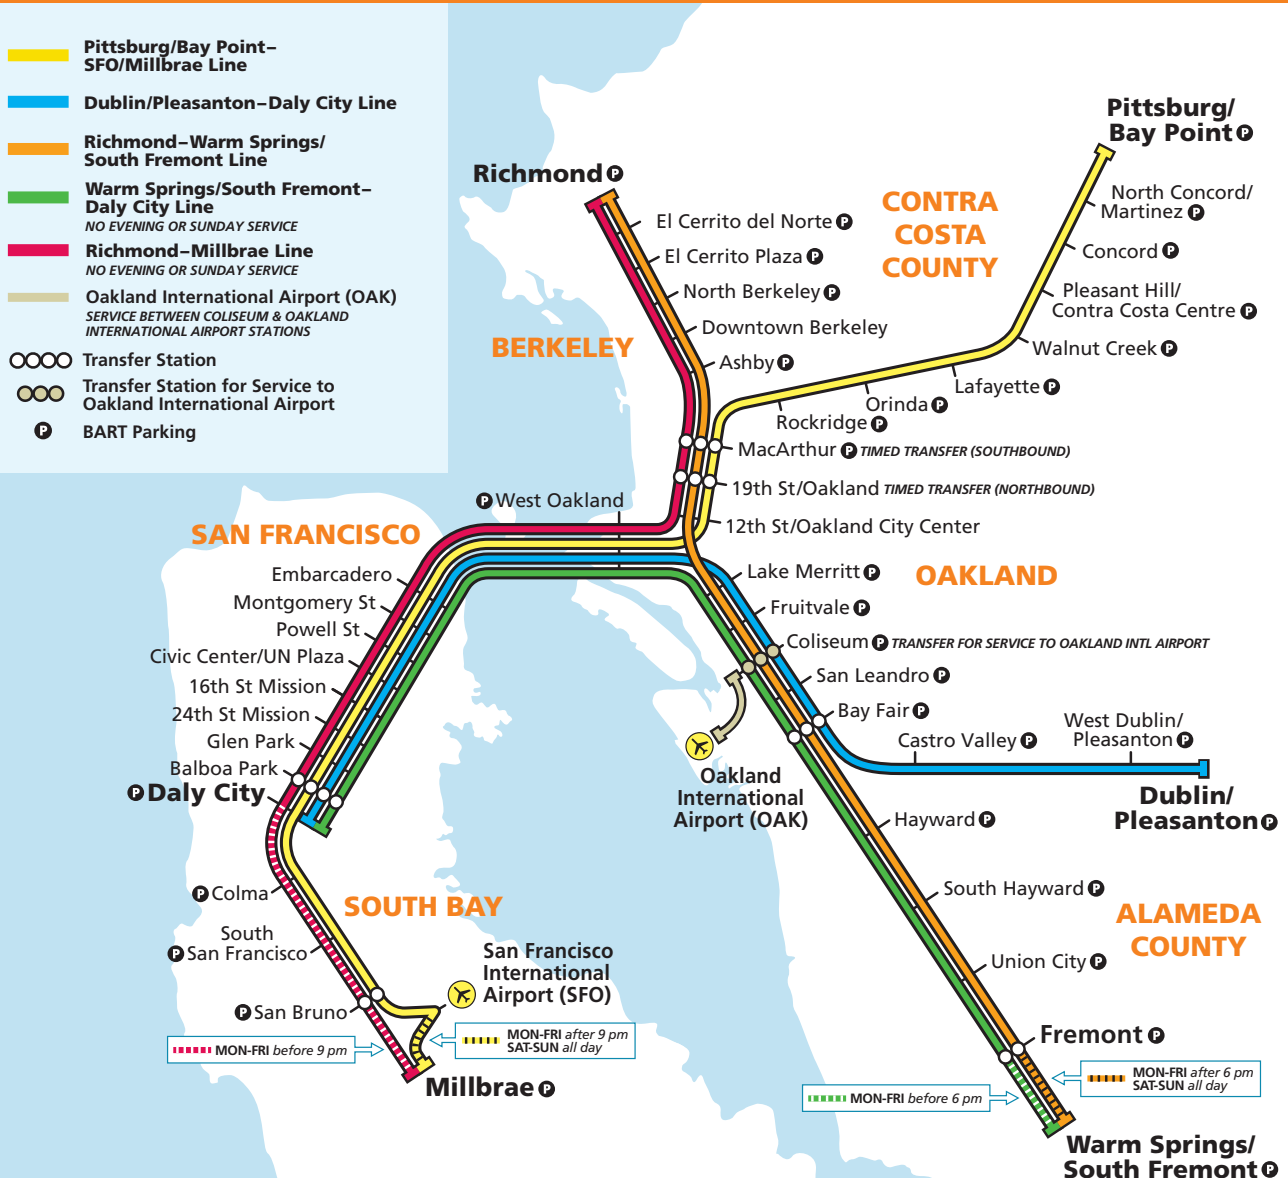 Pittsburg/Bay Point–
SFO/Millbrae Line
Dublin/Pleasanton–Daly City Line
Richmond–Warm Springs/
South Fremont Line
Warm Springs/South Fremont–
Daly City Line
NO EVENING OR SUNDAY SERVICE
Richmond–Millbrae Line
NO EVENING OR SUNDAY SERVICE
Oakland International Airport (OAK)
SERVICE BETWEEN COLISEUM & OAKLAND
INTERNATIONAL AIRPORT STATIONS
Transfer Station
Transfer Station for Service to
Oakland International Airport
P BART Parking
Pittsburg/
Bay Point P
North Concord/
Martinez P
Concord P
Pleasant Hill/
Contra Costa Centre P
Walnut Creek P
Lafayette P
Orinda P
Rockridge P
CONTRA
COSTA
COUNTY
Richmond P
El Cerrito del Norte P
El Cerrito Plaza P
North Berkeley P
Downtown Berkeley
Ashby P
BERKELEY
MacArthur P TIMED TRANSFER (SOUTHBOUND)
19th St/Oakland TIMED TRANSFER (NORTHBOUND)
12th St/Oakland City Center
P West Oakland
SAN FRANCISCO
Embarcadero
Montgomery St
Powell St
Civic Center/UN Plaza
16th St Mission
24th St Mission
Glen Park
Balboa Park
P Daly City
P Colma
South
P San Francisco
P San Bruno
SOUTH BAY
San Francisco
International
Airport (SFO)
MON-FRI before 9 pm
MON-FRI after 9 pm
SAT-SUN all day
Millbrae P
Lake Merritt P
OAKLAND
Fruitvale P
Coliseum P TRANSFER FOR SERVICE TO OAKLAND INTL AIRPORT
San Leandro P
Bay Fair P
Castro Valley P
West Dublin/
Pleasanton P
Dublin/
Pleasanton P
Oakland
International
Airport (OAK)
Hayward P
South Hayward P
ALAMEDA
COUNTY
Union City P
Fremont P
MON-FRI after 6 pm
SAT-SUN all day
MON-FRI before 6 pm
Warm Springs/
South Fremont P